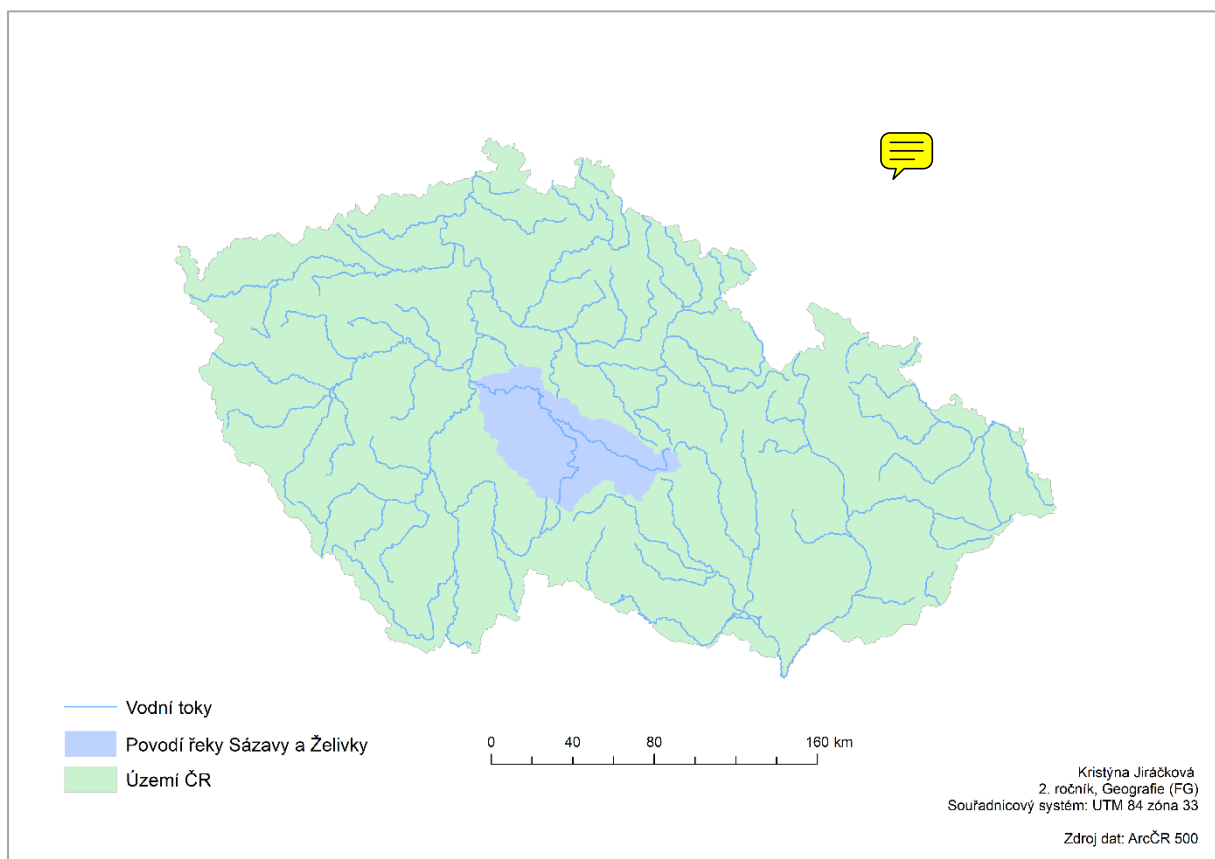 Vodní toky
Povodí řeky Sázavy a Želivky
Území ČR
0 40 80 160 km
Kristýna Jiráčková
2. ročník, Geografie (FG)
Souřadnicový systém: UTM 84 zóna 33
Zdroj dat: ArcČR 500